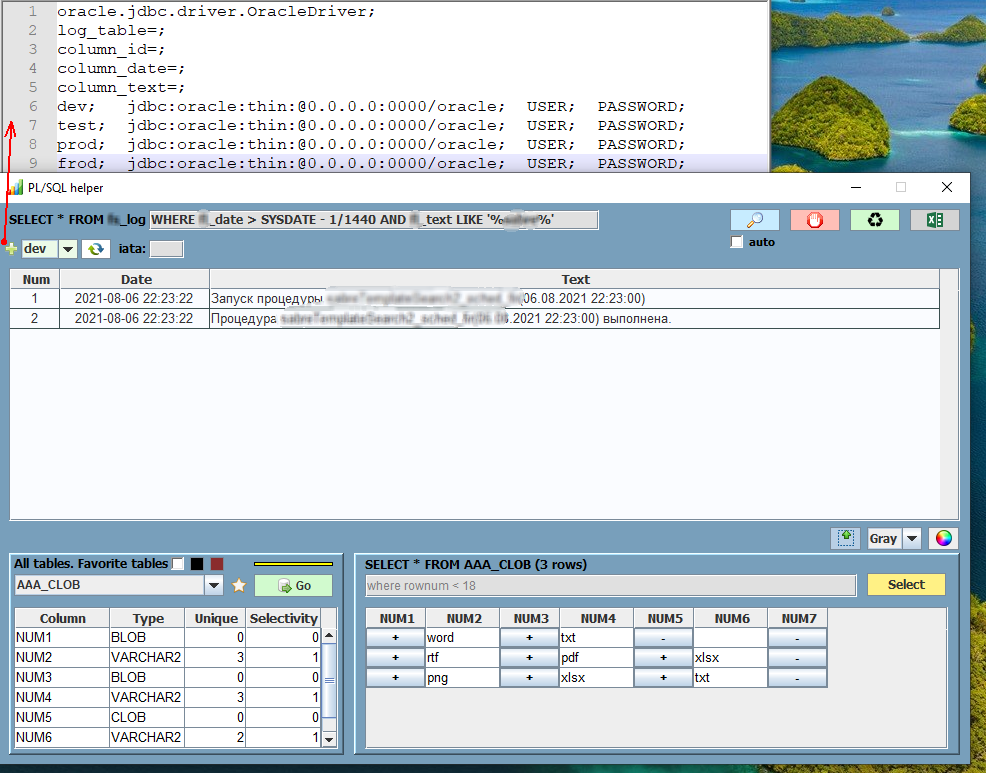 1 oracle.jdbc.driver.OracleDriver;
2 log_table=;
3 column_id=;
4 column_date=;
5 column_text=;
6 dev; jdbc:oracle:thin:@0.0.0.0:0000/oracle; USER; PASSWORD;
7 test; jdbc:oracle:thin:@0.0.0.0:0000/oracle; USER; PASSWORD;
8 prod; jdbc:oracle:thin:@0.0.0.0:0000/oracle; USER; PASSWORD;
9 frod; jdbc:oracle:thin:@0.0.0.0:0000/oracle; USER; PASSWORD;
PL/SQL helper
SELECT * FROM _log WHERE _date > SYSDATE - 1/1440 AND _text LIKE '% %'
auto
dev iata:
Num Date Text
1 2021-08-06 22:23:22 Запуск процедуры (06.08.2021 22:23:00)
2 2021-08-06 22:23:22 Процедура .2021 22:23:00) выполнена.
Gray
All tables. Favorite tables
AAA_CLOB Go
Column Type Unique Selectivity
NUM1 BLOB 0 0
NUM2 VARCHAR2 3 1
NUM3 BLOB 0 0
NUM4 VARCHAR2 3 1
NUM5 CLOB 0 0
NUM6 VARCHAR2 2 1
SELECT * FROM AAA_CLOB (3 rows)
where rownum < 18 Select
NUM1 NUM2 NUM3 NUM4 NUM5 NUM6 NUM7
+ word + txt - -
+ rtf + pdf + xlsx -
+ png + xlsx + txt -